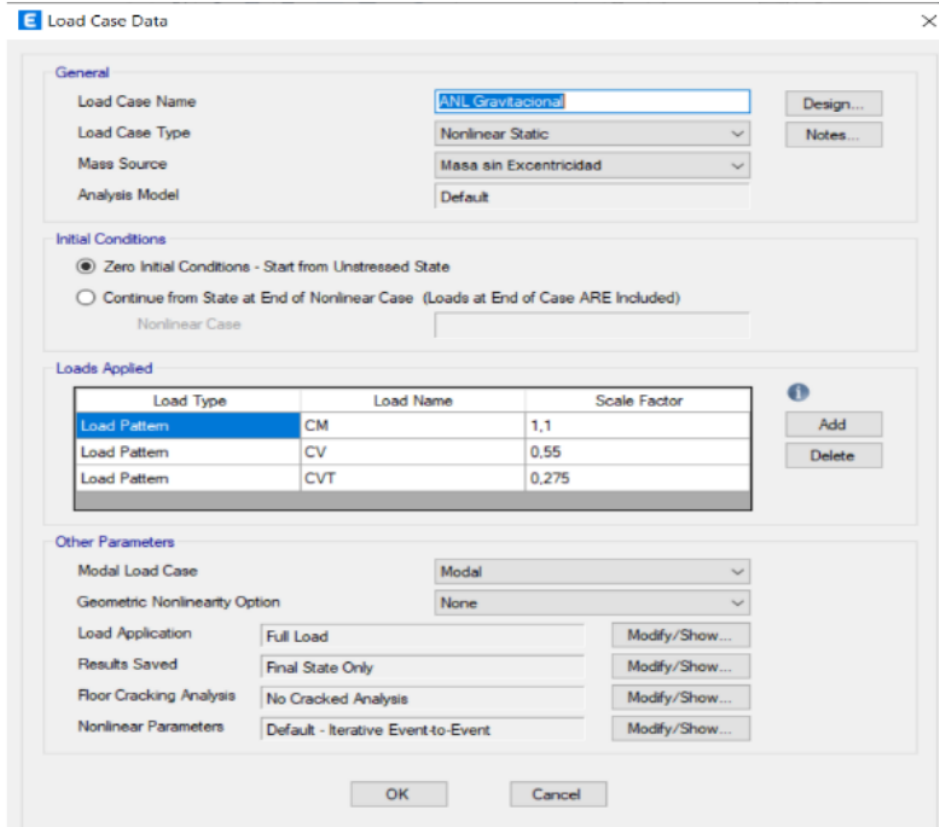 E Load Case Data
General
Load Case Name ANL Gravitacional Design...
Load Case Type Nonlinear Static Notes...
Mass Source Masa sin Excentricidad
Analysis Model Default
Initial Conditions
Zero Initial Conditions - Start from Unstressed State
Continue from State at End of Nonlinear Case (Loads at End of Case ARE Included)
Nonlinear Case
Loads Applied
Load Type Load Name Scale Factor
Load Pattern CM 1,1 Add
Load Pattern CV 0,55 Delete
Load Pattern CVT 0,275
Other Parameters
Modal Load Case Modal
Geometric Nonlinearity Option None
Load Application Full Load Modify/Show...
Results Saved Final State Only Modify/Show...
Floor Cracking Analysis No Cracked Analysis Modify/Show...
Nonlinear Parameters Default - Iterative Event-to-Event Modify/Show...
OK Cancel